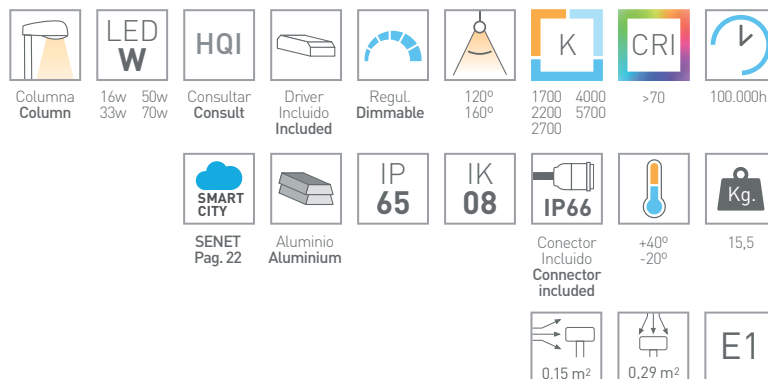 LED
W
HQI
K
CRI
Columna
Column
16w 50w
33w 70w
Consultar
Consult
Driver
Incluido
Included
Regul.
Dimmable
120º
160º
1700 4000
2200 5700
2700
>70
100.000h
SMART
CITY
IP
65
IK
08
IP66
Kg.
SENET
Pag. 22
Aluminio
Aluminium
Conector
Incluido
Connector
included
+40º
-20º
15,5
0,15 m²
0,29 m²
E1